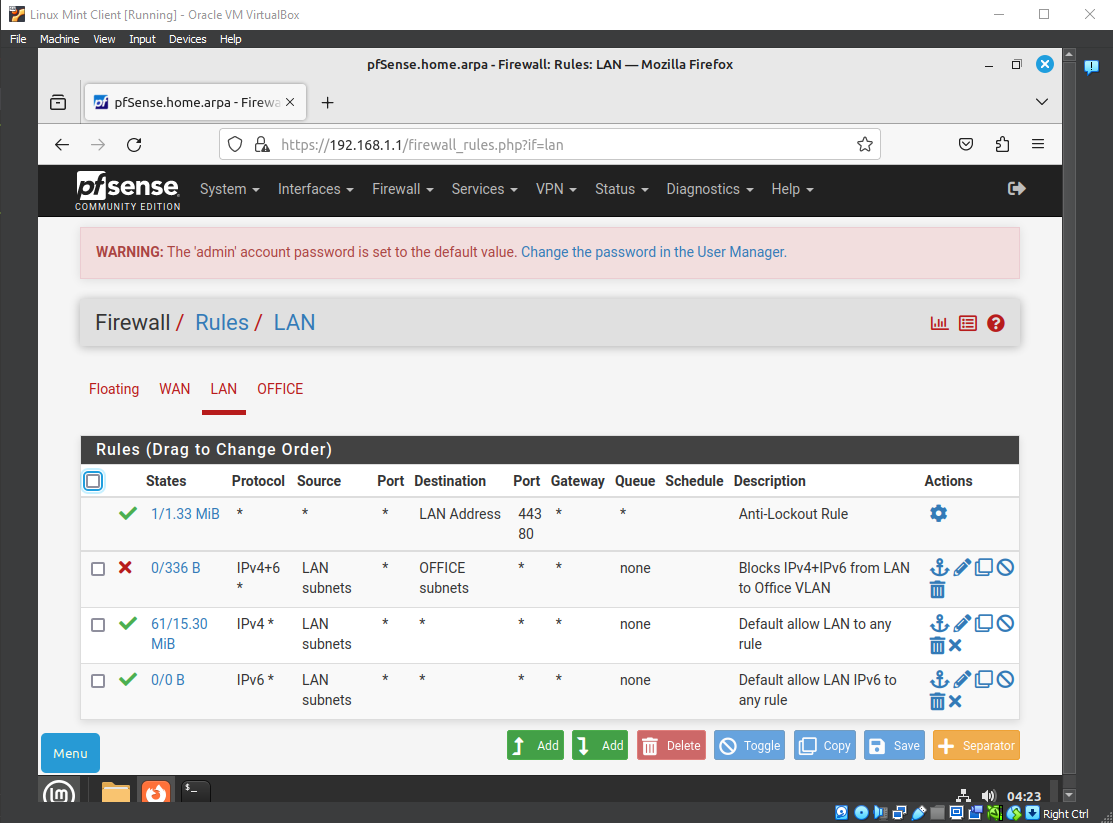 Linux Mint Client [Running] - Oracle VM VirtualBox
File Machine View Input Devices Help
pfSense.home.arpa - Firewall: Rules: LAN — Mozilla Firefox
pfSense.home.arpa - Firewa
https://192.168.1.1/firewall_rules.php?if=lan
pfsense
COMMUNITY EDITION
System Interfaces Firewall Services VPN Status Diagnostics Help
WARNING: The 'admin' account password is set to the default value. Change the password in the User Manager.
Firewall / Rules / LAN
Floating WAN LAN OFFICE
Rules (Drag to Change Order)
States Protocol Source Port Destination Port Gateway Queue Schedule Description Actions
1/1.33 MiB * * * LAN Address 443 * * Anti-Lockout Rule
80
0/336 B IPv4+6 LAN * OFFICE * * none Blocks IPv4+IPv6 from LAN
* subnets subnets to Office VLAN
61/15.30 IPv4 * LAN * * * * none Default allow LAN to any
MiB subnets rule
0/0 B IPv6 * LAN * * * * none Default allow LAN IPv6 to
subnets any rule
Add Add Delete Toggle Copy Save Separator
Menu
04:23
Right Ctrl